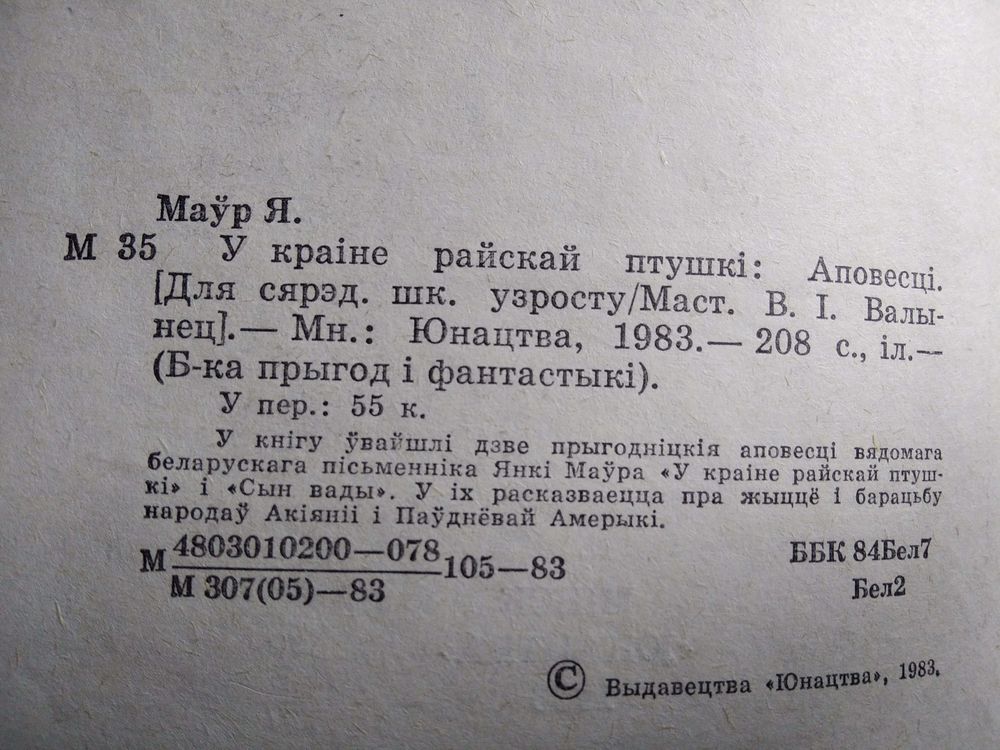 Маўр Я.
М 35 У краіне райскай птушкі: Аповесці.
[Для сярэд. шк. узросту/Маст. В. І. Валы-
нец].— Мн.: Юнацтва, 1983.— 208 с., іл.—
(Б-ка прыгод і фантастыкі).
У пер.: 55 к.
У кнігу ўвайшлі дзве прыгодніцкія аповесці вядомага
беларускага пісьменніка Янкі Маўра «У краіне райскай птуш-
кі» і «Сын вады». У іх расказваецца пра жыццё і барацьбу
народаў Акіяніі і Паўднёвай Амерыкі.
М 4803010200—078 105—83
М 307(05)—83
ББК 84Бел7
Бел2
© Выдавецтва «Юнацтва», 1983.